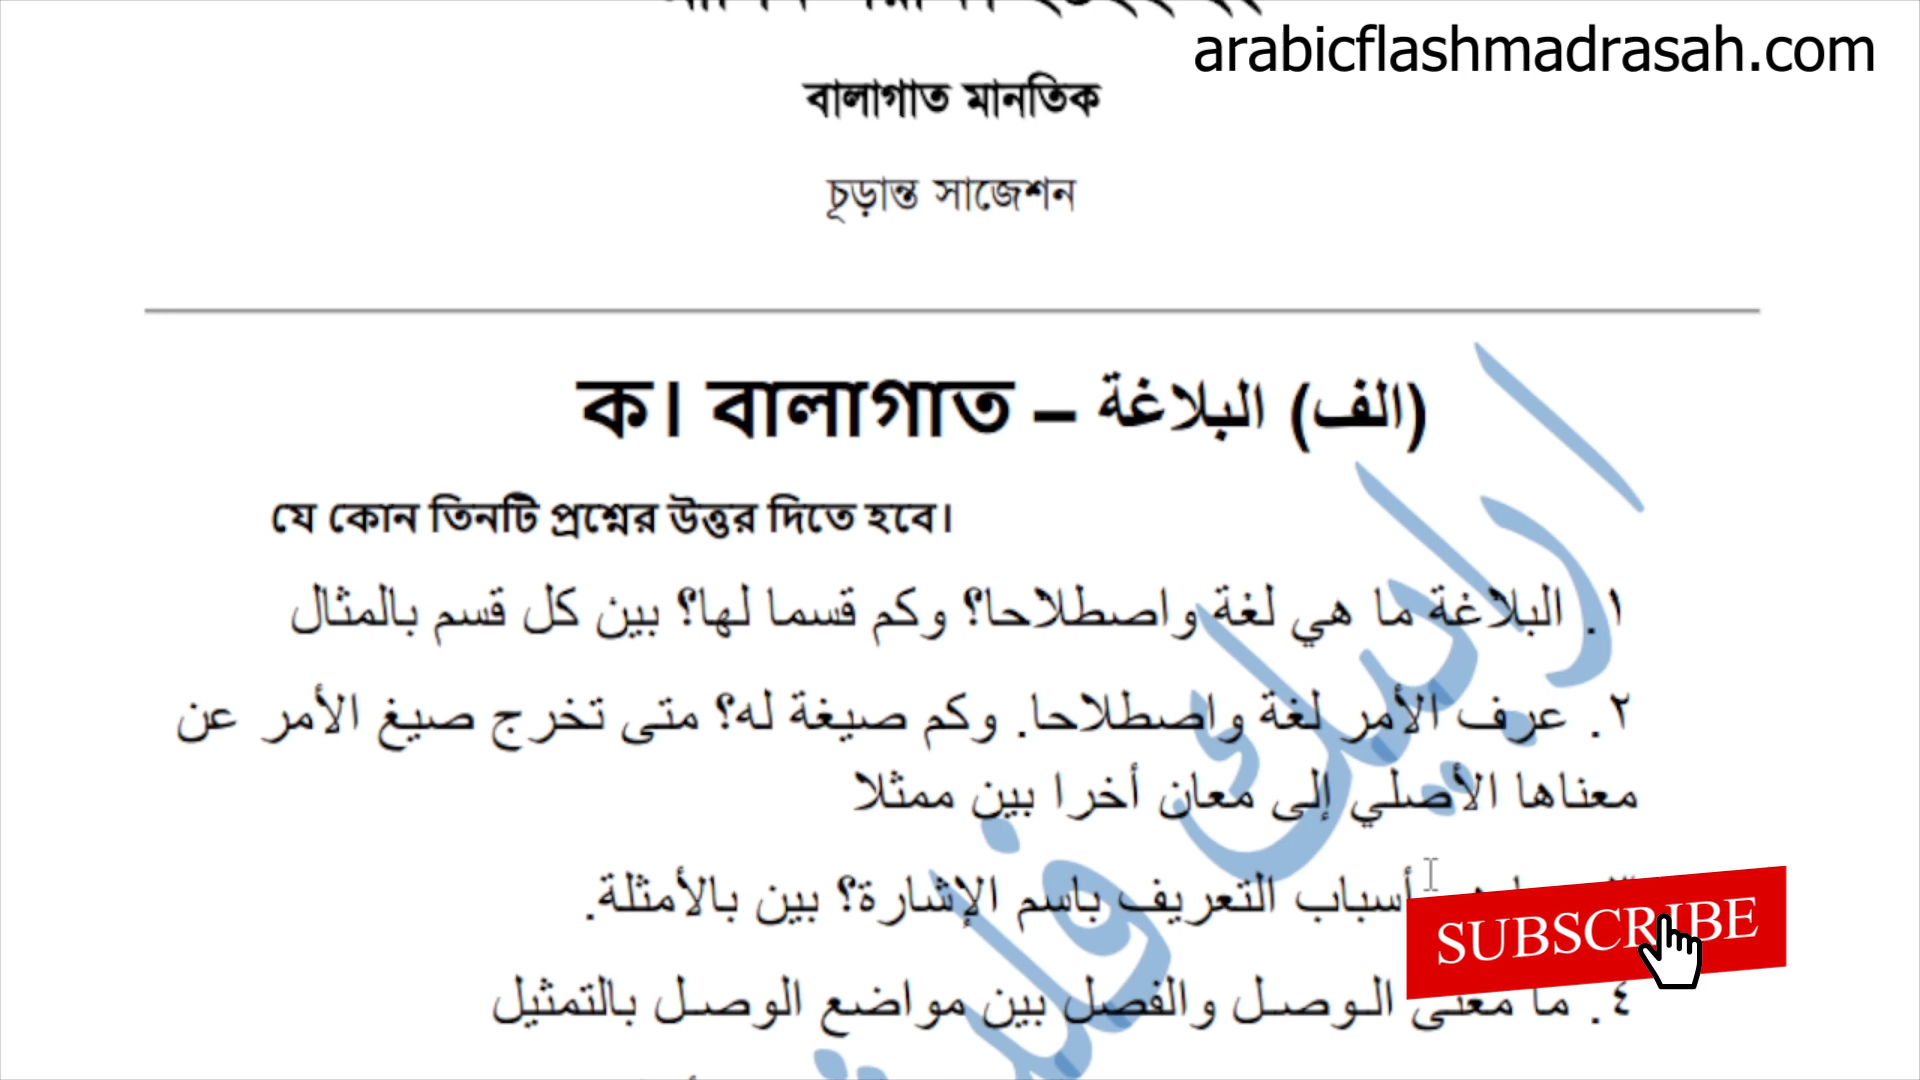 arabicflashmadrasah.com
বালাগাত মানতিক
চূড়ান্ত সাজেশন
ক। বালাগাত – (الف) البلاغة
যে কোন তিনটি প্রশ্নের উত্তর দিতে হবে।
١. البلاغة ما هي لغة واصطلاحا؟ وكم قسما لها؟ بين كل قسم بالمثال
٢. عرف الأمر لغة واصطلاحا. وكم صيغة له؟ متى تخرج صيغ الأمر عن
معناها الأصلي إلى معان أخرا بين ممثلا
أسباب التعريف باسم الإشارة؟ بين بالأمثلة.
SUBSCRIBE
٤. ما معنى الوصل والفصل بين مواضع الوصل بالتمثيل
اربيك